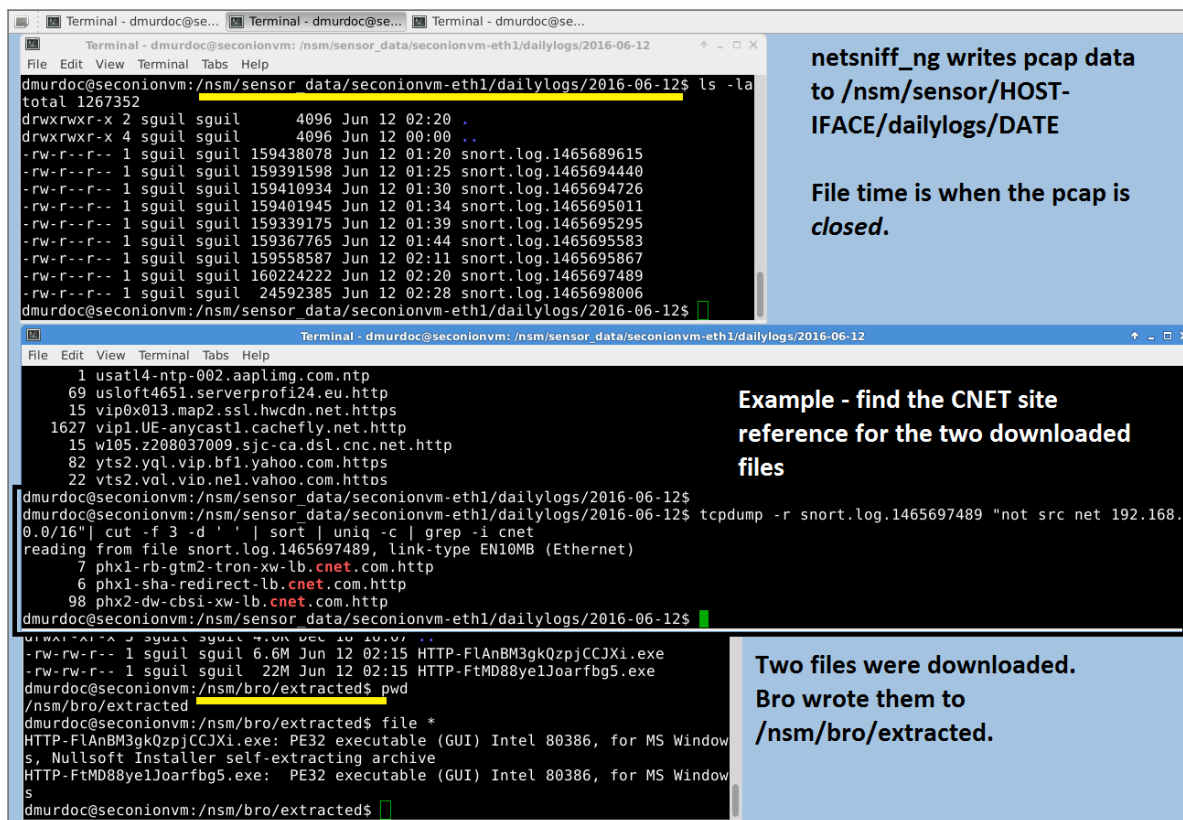 Terminal - dmurdoc@se... Terminal - dmurdoc@se... Terminal - dmurdoc@se...
Terminal - dmurdoc@seconionvm: /nsm/sensor_data/seconionvm-eth1/dailylogs/2016-06-12
File Edit View Terminal Tabs Help
dmurdoc@seconionvm:/nsm/sensor_data/seconionvm-eth1/dailylogs/2016-06-12$ ls -la
total 1267352
drwxrwxr-x 2 sguil sguil 4096 Jun 12 02:20 .
drwxrwxr-x 4 sguil sguil 4096 Jun 12 00:00 ..
-rw-r--r-- 1 sguil sguil 159438078 Jun 12 01:20 snort.log.1465689615
-rw-r--r-- 1 sguil sguil 159391598 Jun 12 01:25 snort.log.1465694440
-rw-r--r-- 1 sguil sguil 159410934 Jun 12 01:30 snort.log.1465694726
-rw-r--r-- 1 sguil sguil 159401945 Jun 12 01:34 snort.log.1465695011
-rw-r--r-- 1 sguil sguil 159339175 Jun 12 01:39 snort.log.1465695295
-rw-r--r-- 1 sguil sguil 159367765 Jun 12 01:44 snort.log.1465695583
-rw-r--r-- 1 sguil sguil 159558587 Jun 12 02:11 snort.log.1465695867
-rw-r--r-- 1 sguil sguil 160224222 Jun 12 02:20 snort.log.1465697489
-rw-r--r-- 1 sguil sguil 24592385 Jun 12 02:28 snort.log.1465698006
dmurdoc@seconionvm:/nsm/sensor_data/seconionvm-eth1/dailylogs/2016-06-12$
netsniff_ng writes pcap data
to /nsm/sensor/HOST-
IFACE/dailylogs/DATE
File time is when the pcap is
closed.
Terminal - dmurdoc@seconionvm: /nsm/sensor_data/seconionvm-eth1/dailylogs/2016-06-12
File Edit View Terminal Tabs Help
1 usatl4-ntp-002.aaplimg.com.ntp
69 usloft4651.serverprofi24.eu.http
15 vip0x013.map2.ssl.hwcdn.net.https
1627 vip1.UE-anycast1.cachefly.net.http
15 w105.z208037009.sjc-ca.dsl.cnc.net.http
82 yts2.yql.vip.bf1.yahoo.com.https
22 yts2.yql.vip.ne1.yahoo.com.https
Example - find the CNET site
reference for the two downloaded
files
dmurdoc@seconionvm:/nsm/sensor_data/seconionvm-eth1/dailylogs/2016-06-12$
dmurdoc@seconionvm:/nsm/sensor_data/seconionvm-eth1/dailylogs/2016-06-12$ tcpdump -r snort.log.1465697489 "not src net 192.168.
0.0/16"| cut -f 3 -d ' ' | sort | uniq -c | grep -i cnet
reading from file snort.log.1465697489, link-type EN10MB (Ethernet)
7 phx1-rb-gtm2-tron-xw-lb.cnet.com.http
6 phx1-sha-redirect-lb.cnet.com.http
98 phx2-dw-cbsi-xw-lb.cnet.com.http
dmurdoc@seconionvm:/nsm/sensor_data/seconionvm-eth1/dailylogs/2016-06-12$
drwxr-xr-x 5 sguil sguil 4.0K Dec 18 16:07 ..
-rw-rw-r-- 1 sguil sguil 6.6M Jun 12 02:15 HTTP-FlAnBM3gkQzpjCCJXi.exe
-rw-rw-r-- 1 sguil sguil 22M Jun 12 02:15 HTTP-FtMD88ye1Joarfbg5.exe
dmurdoc@seconionvm:/nsm/bro/extracted$ pwd
/nsm/bro/extracted
dmurdoc@seconionvm:/nsm/bro/extracted$ file *
HTTP-FlAnBM3gkQzpjCCJXi.exe: PE32 executable (GUI) Intel 80386, for MS Window
s, Nullsoft Installer self-extracting archive
HTTP-FtMD88ye1Joarfbg5.exe: PE32 executable (GUI) Intel 80386, for MS Window
s
dmurdoc@seconionvm:/nsm/bro/extracted$
Two files were downloaded.
Bro wrote them to
/nsm/bro/extracted.